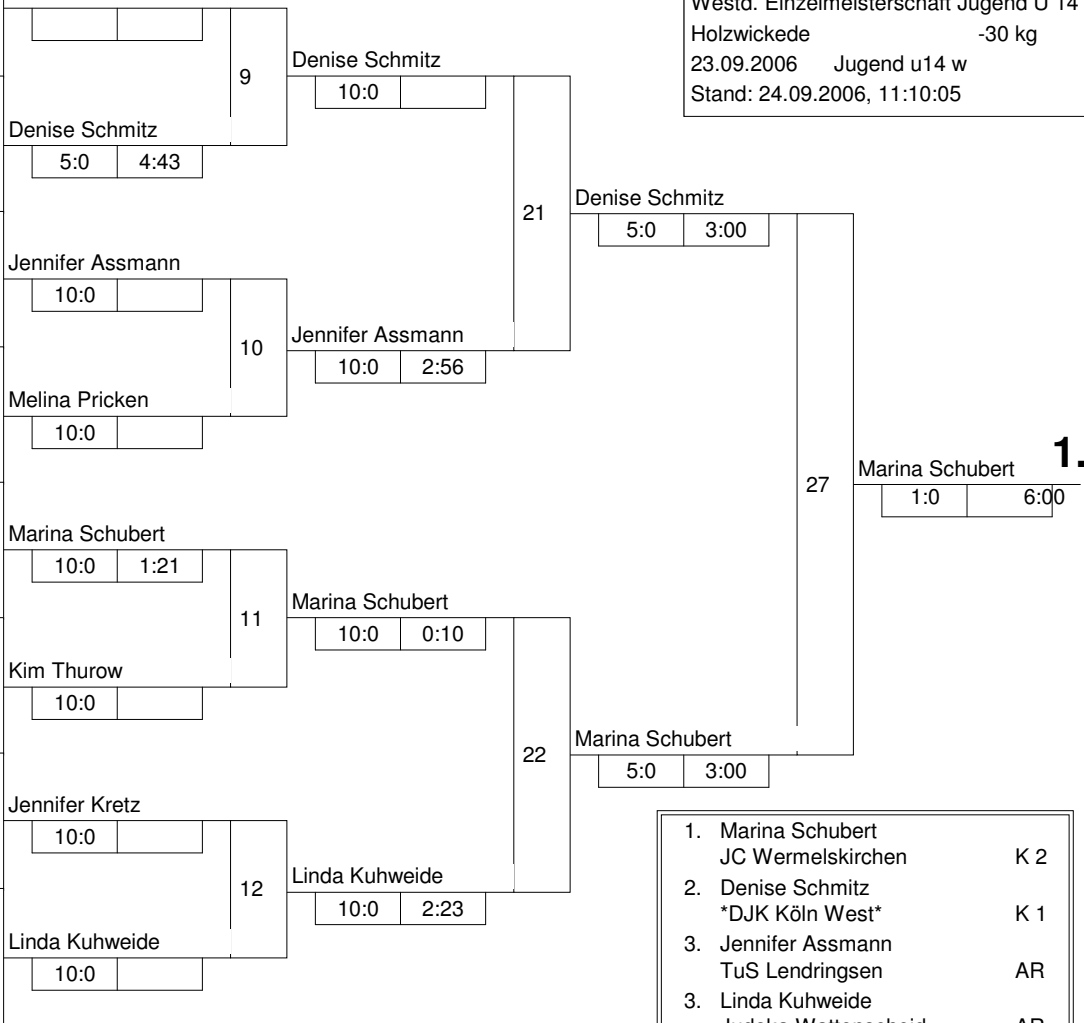 Westd. Einzelmeisterschaft Jugend U 14
Holzwickede -30 kg
23.09.2006 Jugend u14 w
Stand: 24.09.2006, 11:10:05
9
Denise Schmitz
10:0
Denise Schmitz
5:0 4:43
21
Denise Schmitz
5:0 3:00
Jennifer Assmann
10:0
10
Jennifer Assmann
10:0 2:56
Melina Pricken
10:0
27
Marina Schubert 1.
1:0 6:00
Marina Schubert
10:0 1:21
11
Marina Schubert
10:0 0:10
Kim Thurow
10:0
22
Marina Schubert
5:0 3:00
Jennifer Kretz
10:0
12
Linda Kuhweide
10:0 2:23
Linda Kuhweide
10:0
1. Marina Schubert
JC Wermelskirchen K 2
2. Denise Schmitz
*DJK Köln West* K 1
3. Jennifer Assmann
TuS Lendringsen AR
3. Linda Kuhweide
Judoka Wattenscheid AR